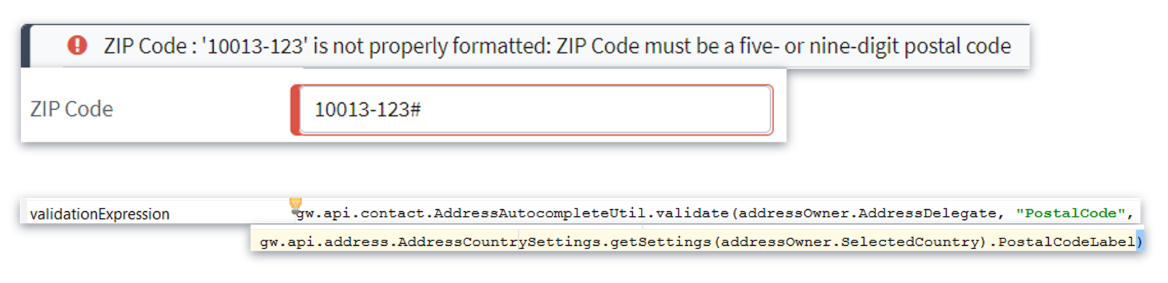 ZIP Code : '10013-123' is not properly formatted: ZIP Code must be a five- or nine-digit postal code
ZIP Code 10013-123#
validationExpression gw.api.contact.AddressAutocompleteUtil.validate(addressOwner.AddressDelegate, "PostalCode",
gw.api.address.AddressCountrySettings.getSettings(addressOwner.SelectedCountry).PostalCodeLabel)